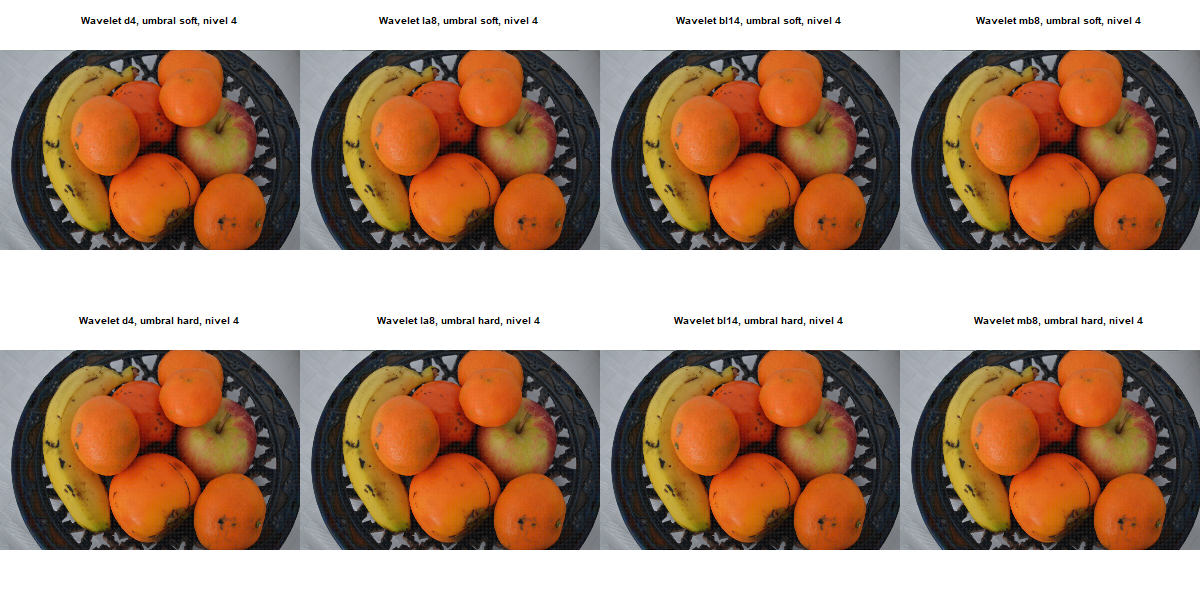 Wavelet d4, umbral soft, nivel 4
Wavelet la8, umbral soft, nivel 4
Wavelet bl14, umbral soft, nivel 4
Wavelet mb8, umbral soft, nivel 4
Wavelet d4, umbral hard, nivel 4
Wavelet la8, umbral hard, nivel 4
Wavelet bl14, umbral hard, nivel 4
Wavelet mb8, umbral hard, nivel 4